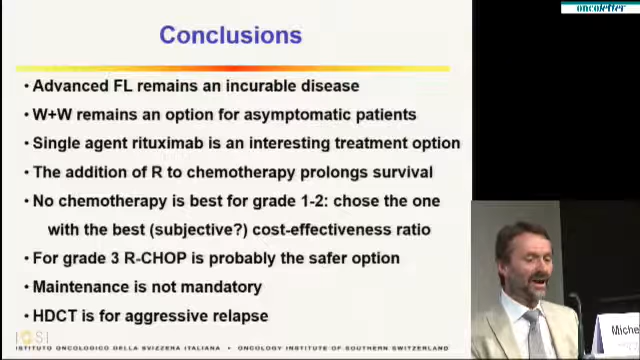 oncoletter
Conclusions
• Advanced FL remains an incurable disease
• W+W remains an option for asymptomatic patients
• Single agent rituximab is an interesting treatment option
• The addition of R to chemotherapy prolongs survival
• No chemotherapy is best for grade 1-2: chose the one
with the best (subjective?) cost-effectiveness ratio
• For grade 3 R-CHOP is probably the safer option
• Maintenance is not mandatory
• HDCT is for aggressive relapse
IOSI
ISTITUTO ONCOLOGICO DELLA SVIZZERA ITALIANA • ONCOLOGY INSTITUTE OF SOUTHERN SWITZERLAND
Miche